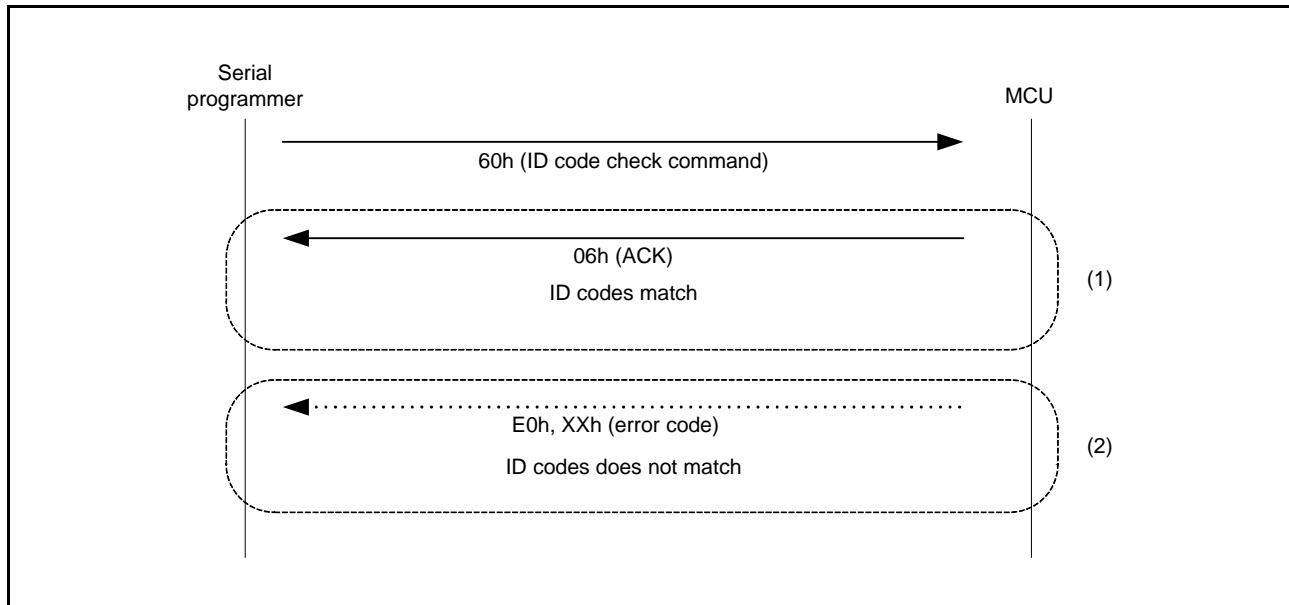 Serial
programmer
MCU
60h (ID code check command)
06h (ACK)
ID codes match
(1)
E0h, XXh (error code)
ID codes does not match
(2)